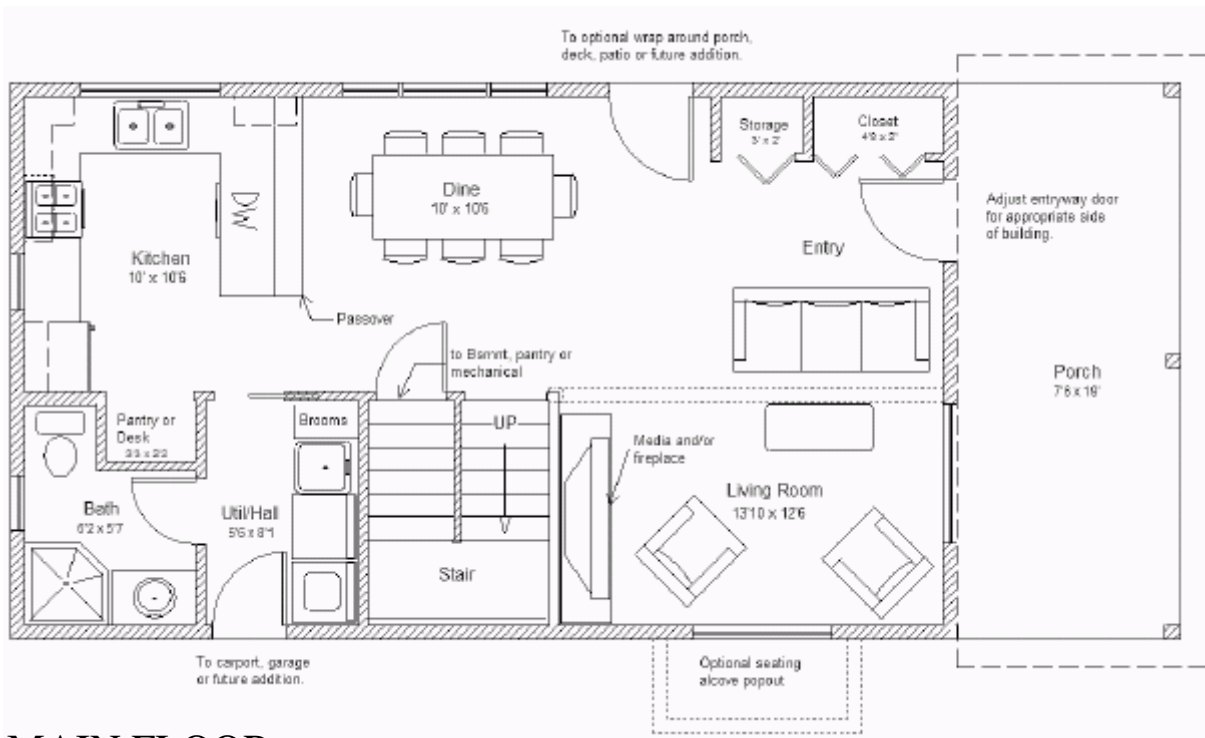 To optional wrap around porch,
deck, patio or future addition.
Storage
5' x 2'
Closet
4'8 x 2'
DW
Dine
10' x 10'6
Adjust entryway door
for appropriate side
of building.
Kitchen
10' x 10'6
Entry
Passover
to Bsmnt, pantry or
mechanical
Porch
7'6 x 19'
Pantry or
Desk
Brooms
UP
Media and/or
fireplace
Living Room
13'10 x 12'6
Bath
6'2 x 5'7
Util/Hall
5'6 x 8'1
Stair
To carport, garage
or future addition.
Optional seating
alcove popout
MAIN FLOOR